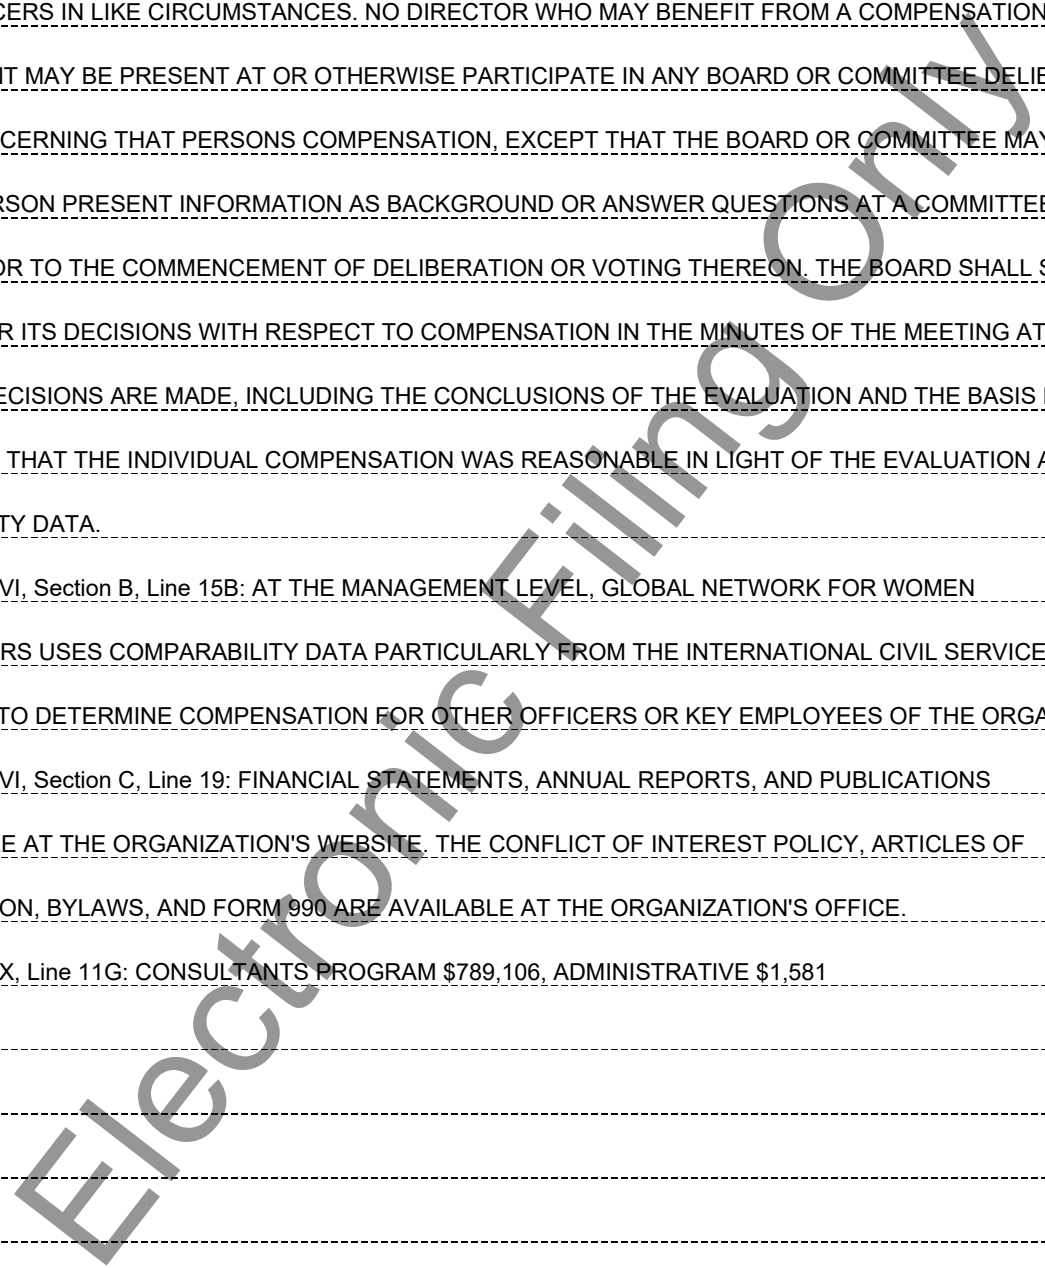 CERS IN LIKE CIRCUMSTANCES. NO DIRECTOR WHO MAY BENEFIT FROM A COMPENSATION
NT MAY BE PRESENT AT OR OTHERWISE PARTICIPATE IN ANY BOARD OR COMMITTEE DELIB
CERNING THAT PERSONS COMPENSATION, EXCEPT THAT THE BOARD OR COMMITTEE MAY
RSON PRESENT INFORMATION AS BACKGROUND OR ANSWER QUESTIONS AT A COMMITTEE
OR TO THE COMMENCEMENT OF DELIBERATION OR VOTING THEREON. THE BOARD SHALL S
R ITS DECISIONS WITH RESPECT TO COMPENSATION IN THE MINUTES OF THE MEETING AT
ECISIONS ARE MADE, INCLUDING THE CONCLUSIONS OF THE EVALUATION AND THE BASIS
THAT THE INDIVIDUAL COMPENSATION WAS REASONABLE IN LIGHT OF THE EVALUATION A
TY DATA.
VI, Section B, Line 15B: AT THE MANAGEMENT LEVEL, GLOBAL NETWORK FOR WOMEN
RS USES COMPARABILITY DATA PARTICULARLY FROM THE INTERNATIONAL CIVIL SERVICE
TO DETERMINE COMPENSATION FOR OTHER OFFICERS OR KEY EMPLOYEES OF THE ORGA
VI, Section C, Line 19: FINANCIAL STATEMENTS, ANNUAL REPORTS, AND PUBLICATIONS
LE AT THE ORGANIZATION'S WEBSITE. THE CONFLICT OF INTEREST POLICY, ARTICLES OF
ON, BYLAWS, AND FORM 990 ARE AVAILABLE AT THE ORGANIZATION'S OFFICE.
X, Line 11G: CONSULTANTS PROGRAM $789,106, ADMINISTRATIVE $1,581
Electronic Filing Only